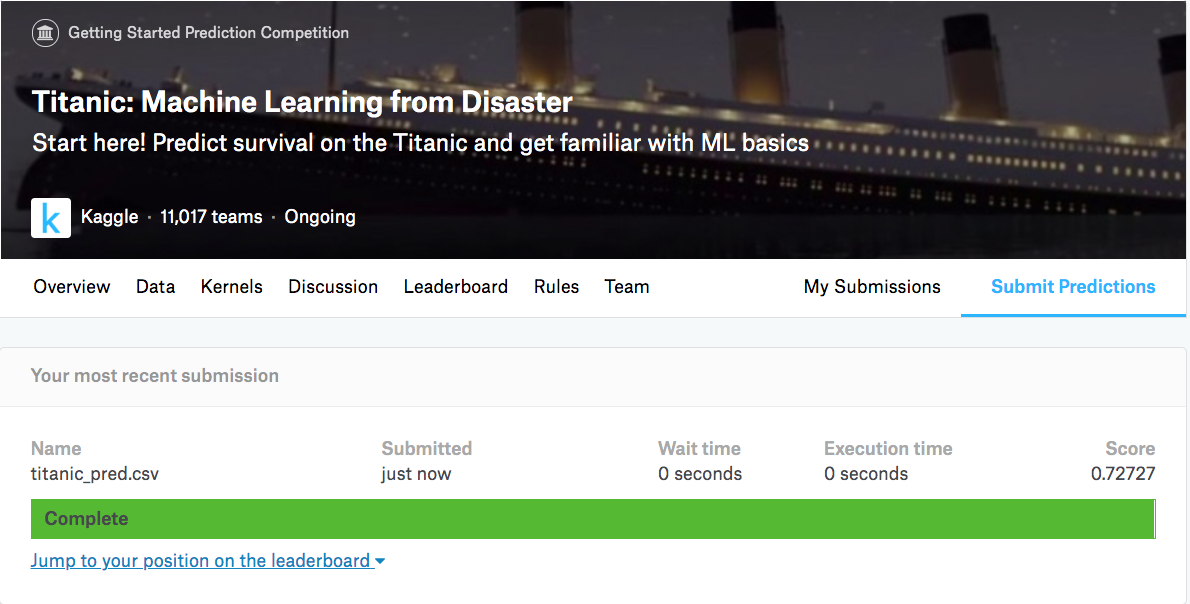 Getting Started Prediction Competition
Titanic: Machine Learning from Disaster
Start here! Predict survival on the Titanic and get familiar with ML basics
k Kaggle · 11,017 teams · Ongoing
Overview Data Kernels Discussion Leaderboard Rules Team My Submissions Submit Predictions
Your most recent submission
Name Submitted Wait time Execution time Score
titanic_pred.csv just now 0 seconds 0 seconds 0.72727
Complete
Jump to your position on the leaderboard